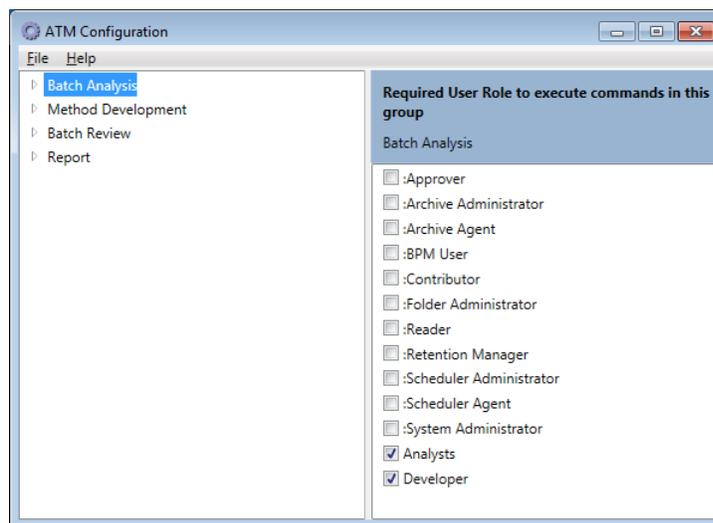 ATM Configuration
File Help
Batch Analysis
Method Development
Batch Review
Report
Required User Role to execute commands in this
group
Batch Analysis
:Approver
:Archive Administrator
:Archive Agent
:BPM User
:Contributor
:Folder Administrator
:Reader
:Retention Manager
:Scheduler Administrator
:Scheduler Agent
:System Administrator
Analysts
Developer